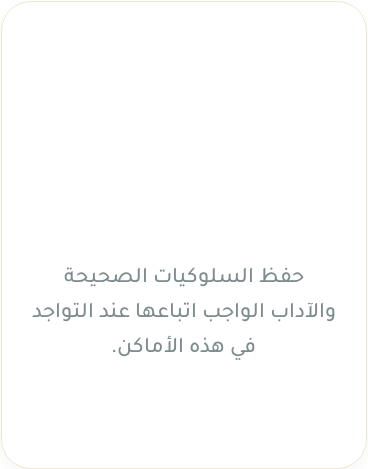 حفظ السلوكيات الصحيحة
والآداب الواجب اتباعها عند التواجد
في هذه الأماكن.